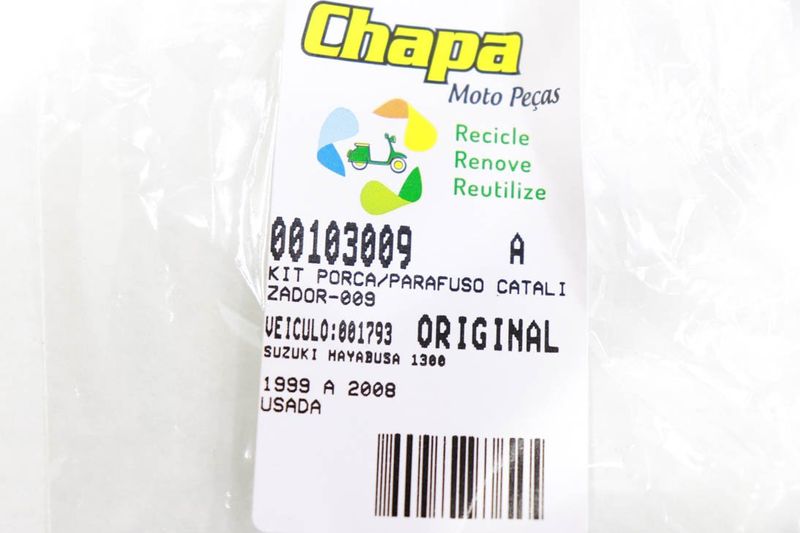 Chapa
Moto Peças
Recicle
Renove
Reutilize
00103009 A
KIT PORCA/PARAFUSO CATALI
ZADOR-009
VEICULO:001793 ORIGINAL
SUZUKI HAYABUSA 1300
1999 A 2008
USADA